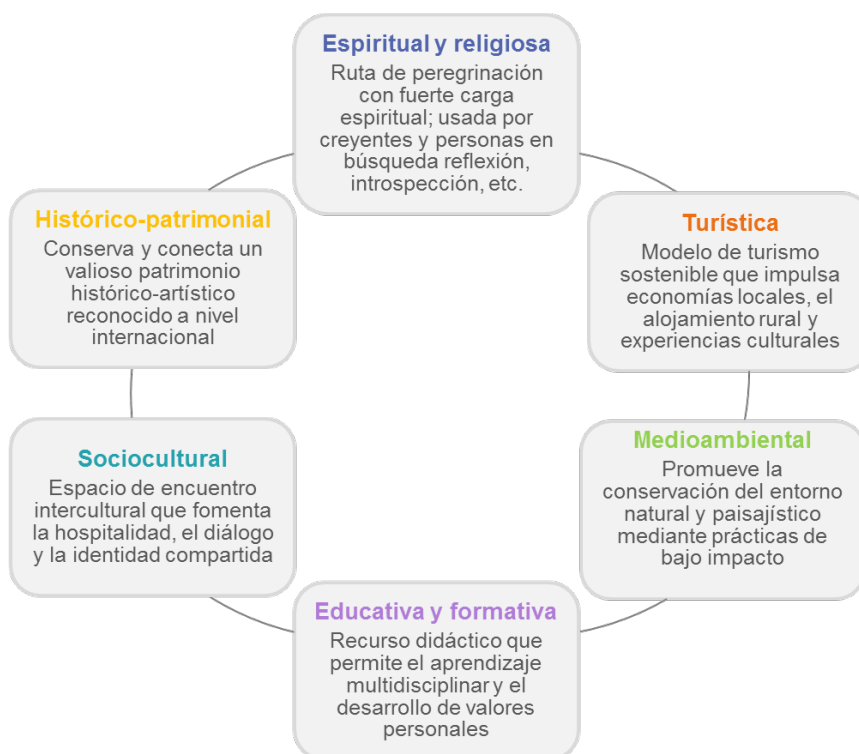 Espiritual y religiosa
Ruta de peregrinación
con fuerte carga
espiritual; usada por
creyentes y personas en
búsqueda reflexión,
introspección, etc.
Turística
Modelo de turismo
sostenible que impulsa
economías locales, el
alojamiento rural y
experiencias culturales
Medioambiental
Promueve la
conservación del entorno
natural y paisajístico
mediante prácticas de
bajo impacto
Educativa y formativa
Recurso didáctico que
permite el aprendizaje
multidisciplinar y el
desarrollo de valores
personales
Sociocultural
Espacio de encuentro
intercultural que fomenta
la hospitalidad, el diálogo
y la identidad compartida
Histórico-patrimonial
Conserva y conecta un
valioso patrimonio
histórico-artístico
reconocido a nivel
internacional